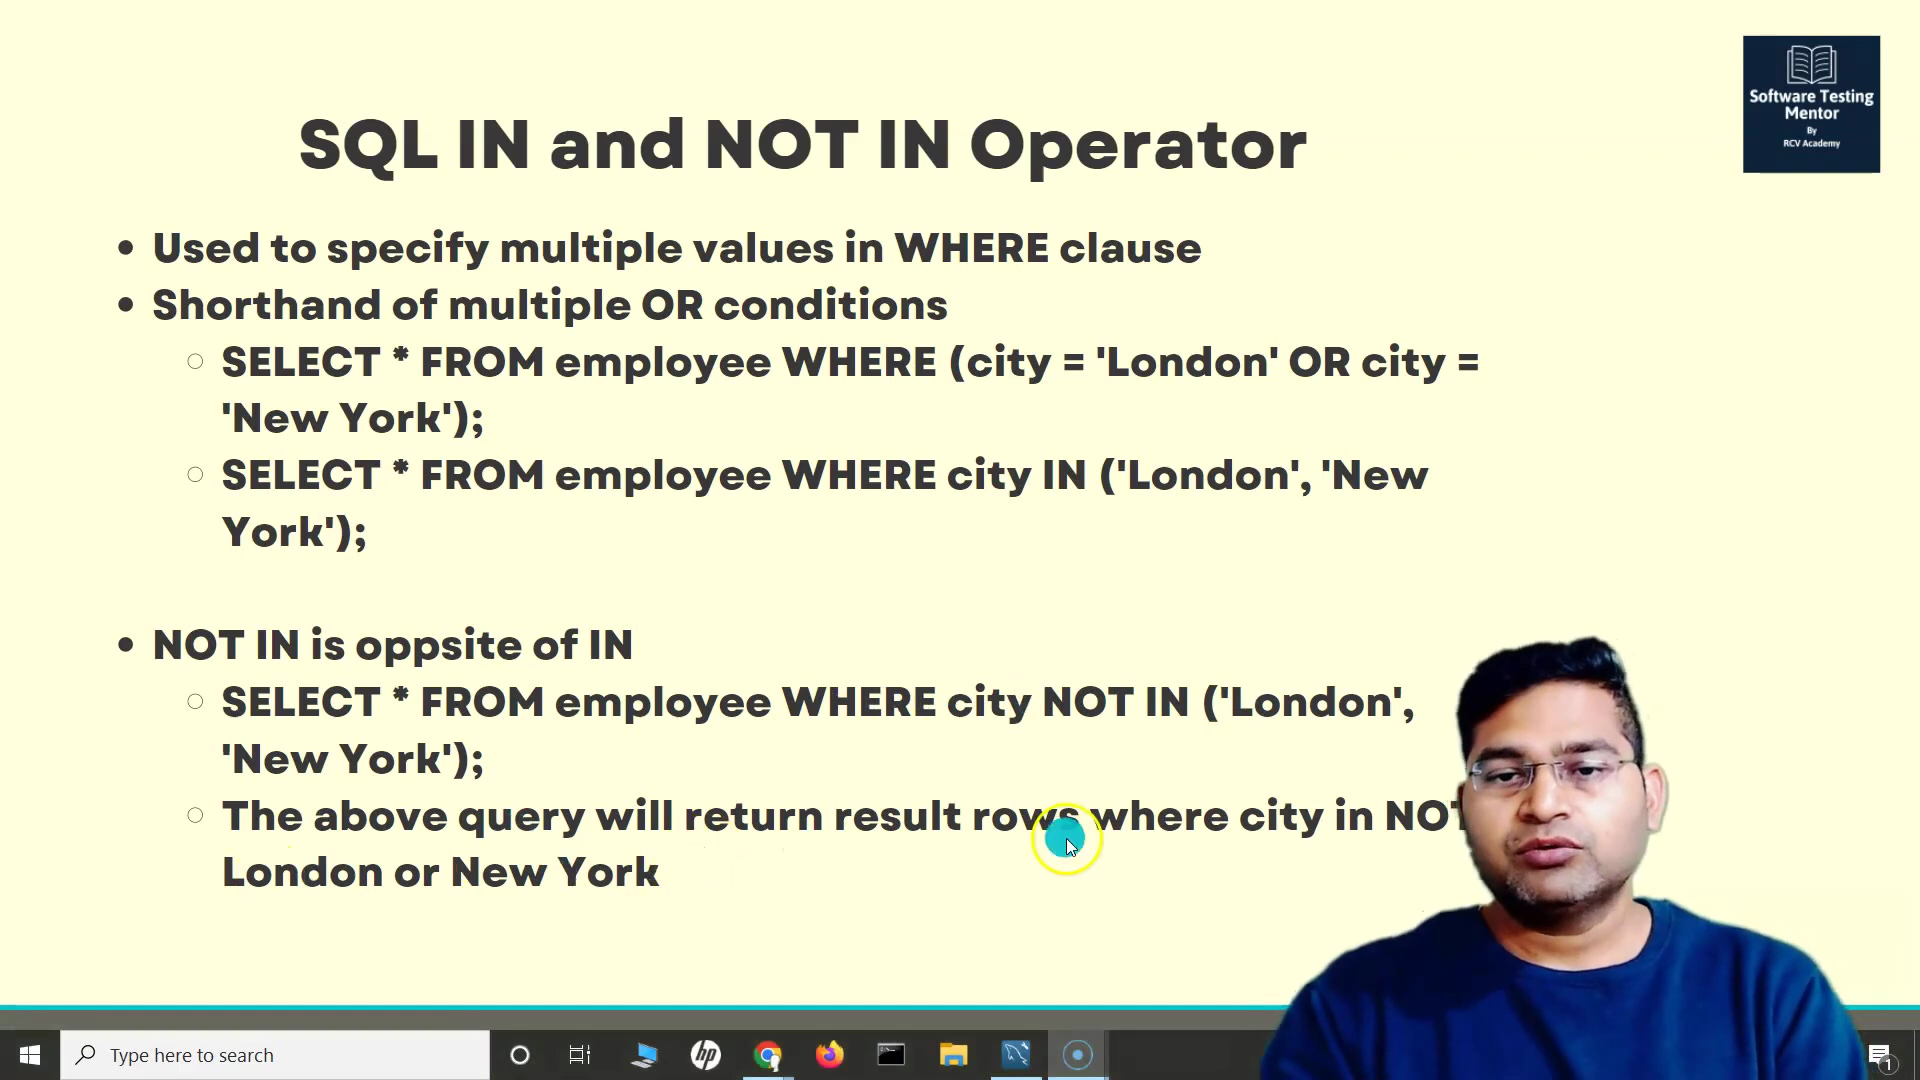 Software Testing
Mentor
By
RCV Academy
SQL IN and NOT IN Operator
• Used to specify multiple values in WHERE clause
• Shorthand of multiple OR conditions
○ SELECT * FROM employee WHERE (city = 'London' OR city =
'New York');
○ SELECT * FROM employee WHERE city IN ('London', 'New
York');
• NOT IN is oppsite of IN
○ SELECT * FROM employee WHERE city NOT IN ('London',
'New York');
○ The above query will return result rows where city in NOT
London or New York
Type here to search
hp
1